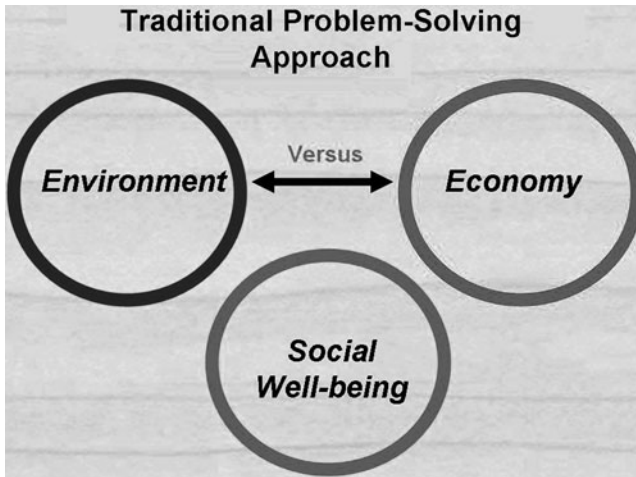 Traditional Problem-Solving
Approach
Versus
Environment
Economy
Social
Well-being